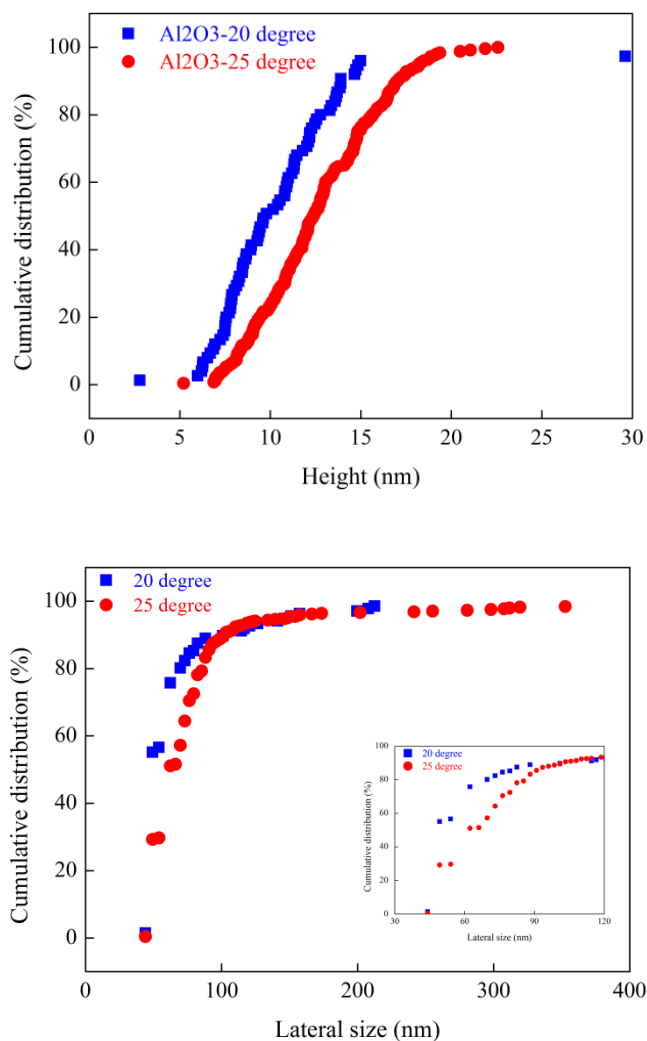 Al2O3-20 degree
Al2O3-25 degree
Cumulative distribution (%)
100
80
60
40
20
0
0 5 10 15 20 25 30
Height (nm)
20 degree
25 degree
Cumulative distribution (%)
100
80
60
40
20
0
20 degree
25 degree
Cumulative distribution (%)
100
80
60
40
20
0
30 60 90 120
Lateral size (nm)
0 100 200 300 400
Lateral size (nm)